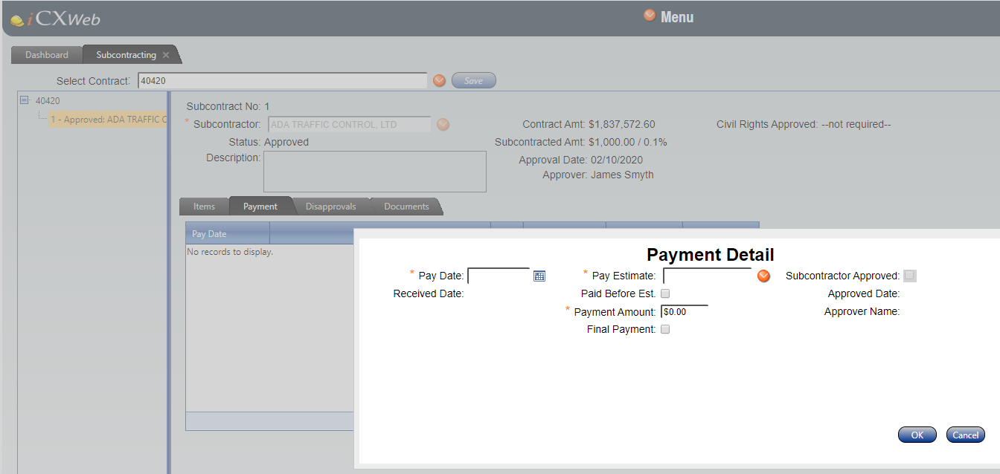 iCXWeb
Menu
Dashboard
Subcontracting
Select Contract: 40420
Save
40420
1 - Approved: ADA TRAFFIC C
Subcontract No: 1
* Subcontractor: ADA TRAFFIC CONTROL, LTD
Status: Approved
Description:
Contract Amt: $1,837,572.60
Subcontracted Amt: $1,000.00 / 0.1%
Approval Date: 02/10/2020
Approver: James Smyth
Civil Rights Approved: --not required--
Items
Payment
Disapprovals
Documents
Pay Date
No records to display.
Payment Detail
* Pay Date:
Received Date:
* Pay Estimate:
Paid Before Est.
* Payment Amount: $0.00
Final Payment:
Subcontractor Approved:
Approved Date:
Approver Name:
OK
Cancel